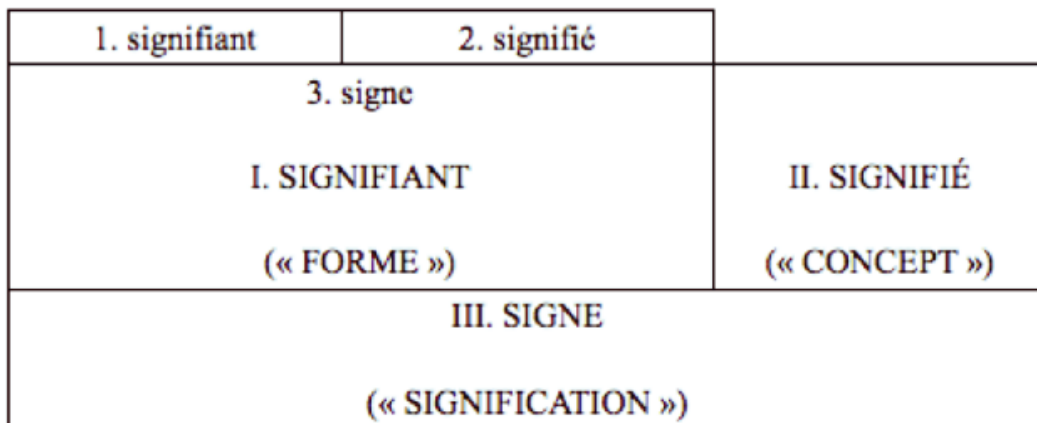 1. signifiant 2. signifié
3. signe
I. SIGNIFIANT II. SIGNIFIÉ
(« FORME ») (« CONCEPT »)
III. SIGNE
(« SIGNIFICATION »)